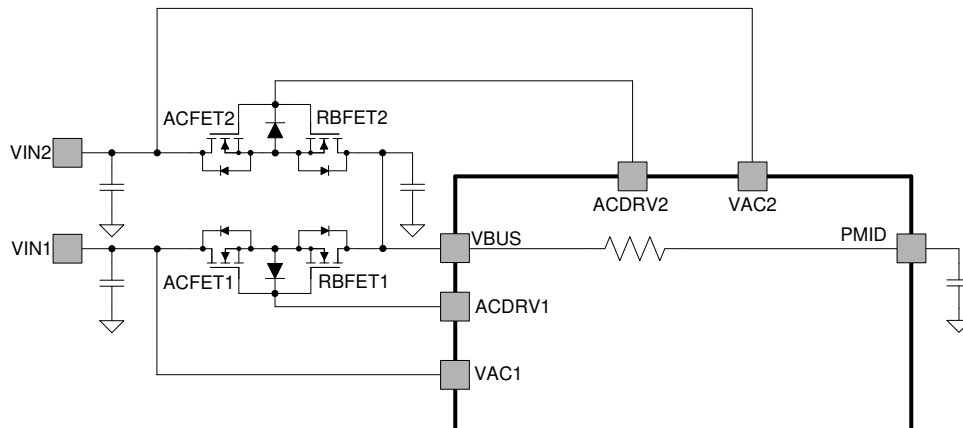 ACFET2
RBFET2
VIN2
ACDRV2
VAC2
VIN1
VBUS
PMID
ACFET1
RBFET1
ACDRV1
VAC1